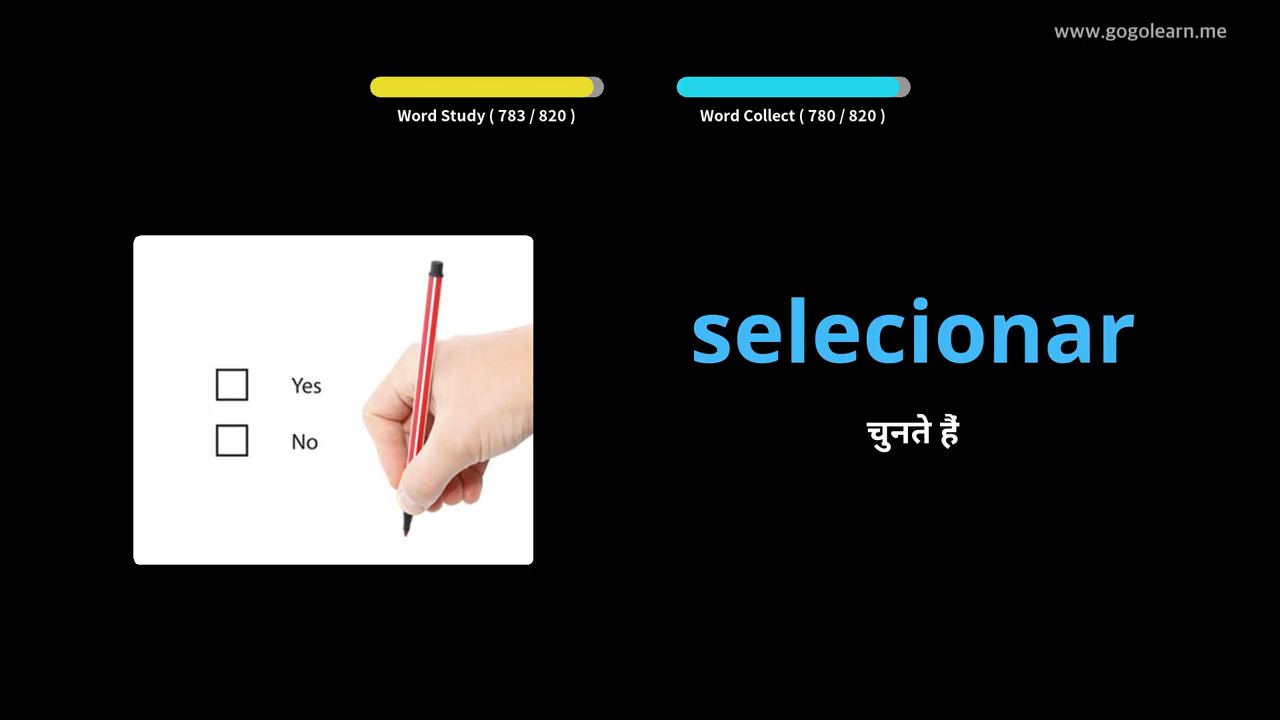 www.gogolearn.me
Word Study ( 783 / 820 )
Word Collect ( 780 / 820 )
Yes
No
selecionar
चुनते हैं